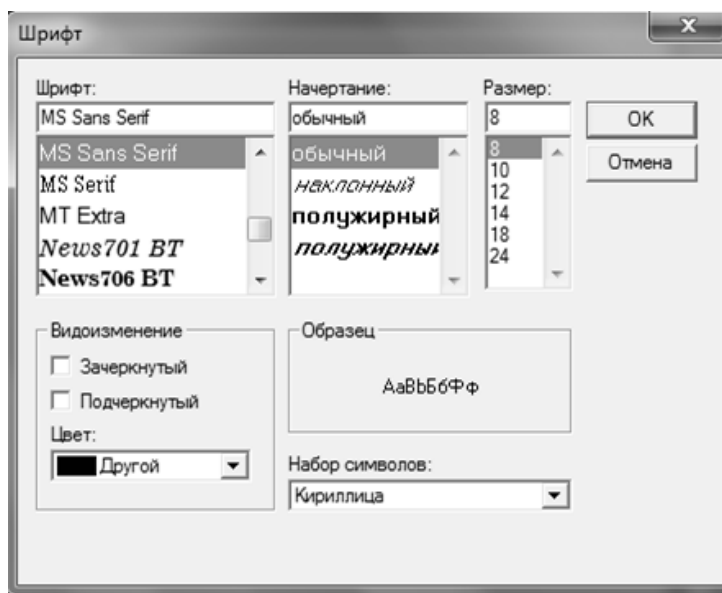 Шрифт
Шрифт:
MS Sans Serif
MS Sans Serif
MS Serif
MT Extra
News701 BT
News706 BT
Начертание:
обычный
обычный
наклонный
полужирный
полужирный
Размер:
8
8
10
12
14
18
24
OK
Отмена
Видоизменение
Зачеркнутый
Подчеркнутый
Цвет:
Другой
Образец
АаВbБбФф
Набор символов:
Кириллица